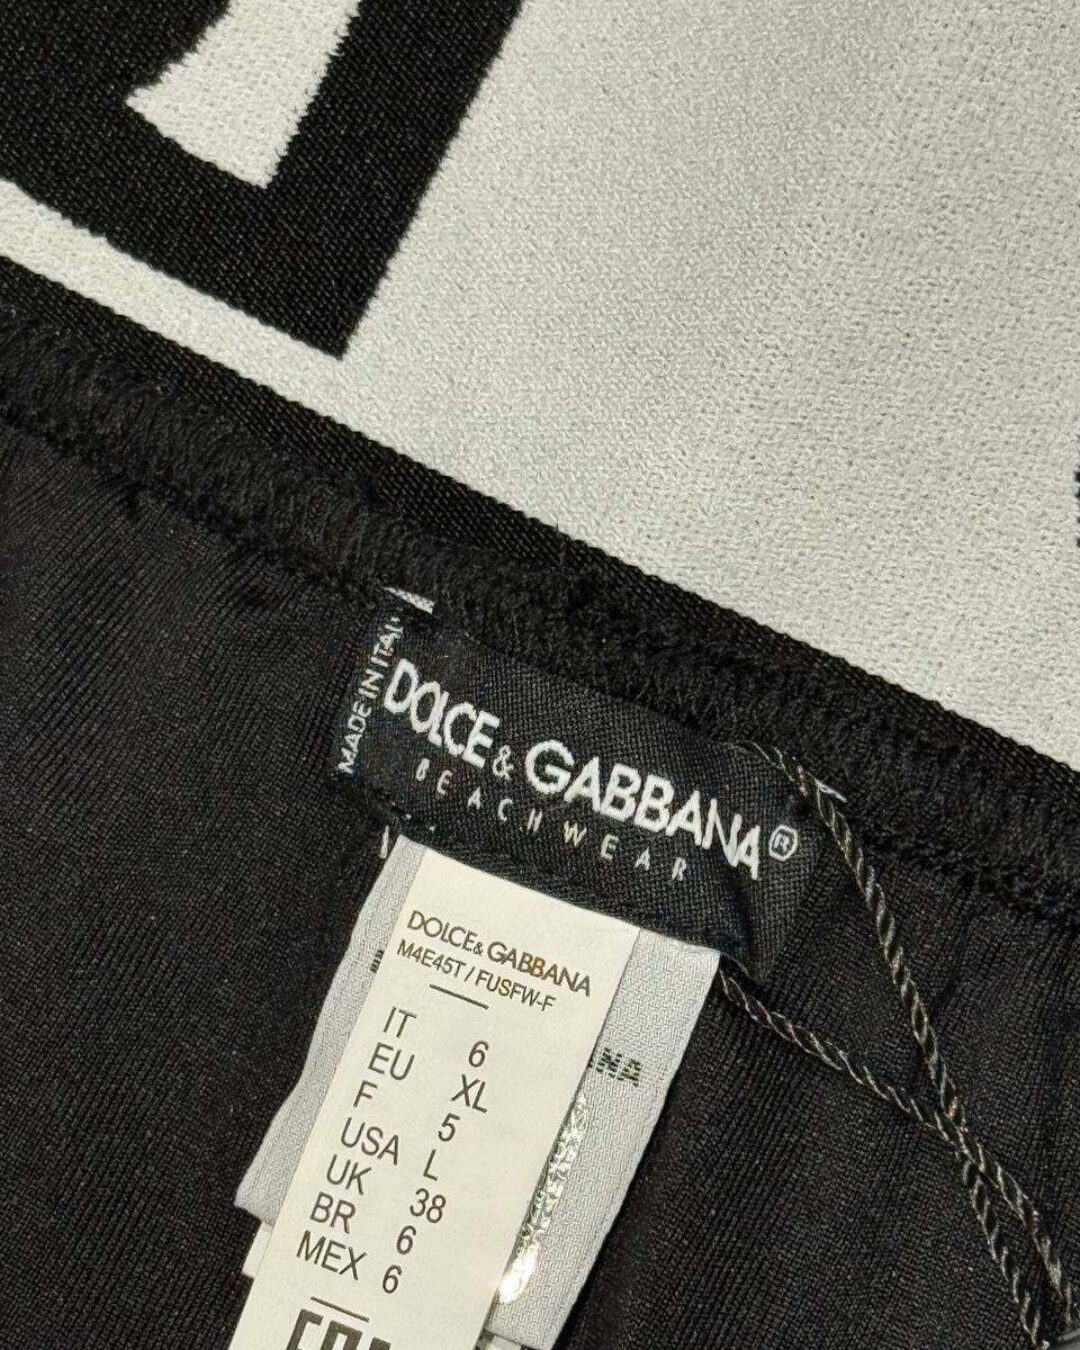 MADE IN ITALY
DOLCE & GABBANA ®
BEACHWEAR
DOLCE & GABBANA
M4E45T / FUSFW-F
IT 6
EU XL
F 5
USA L
UK 38
BR 6
MEX 6